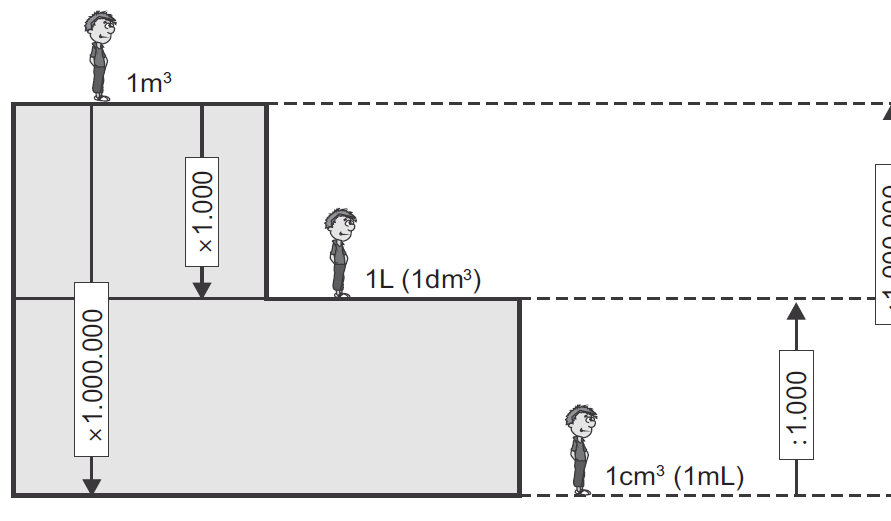 1m³
×1.000
1L (1dm³)
×1.000.000
:1.000
1cm³ (1mL)